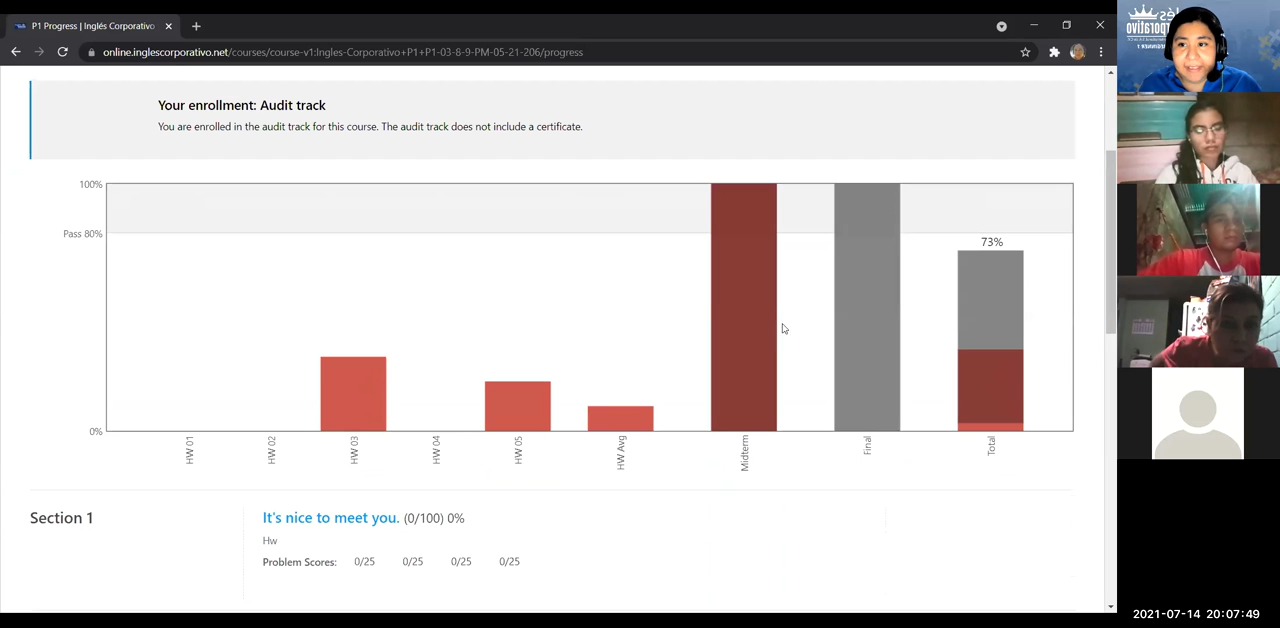 P1 Progress | Inglés Corporativo
online.inglescorporativo.net/courses/course-v1:Ingles-Corporativo+P1+P1-03-8-9-PM-05-21-206/progress
Your enrollment: Audit track
You are enrolled in the audit track for this course. The audit track does not include a certificate.
100%
Pass 80%
73%
0%
HW 01
HW 02
HW 03
HW 04
HW 05
HW Avg
Midterm
Final
Total
Section 1
It's nice to meet you. (0/100) 0%
Hw
Problem Scores: 0/25 0/25 0/25 0/25
2021-07-14 20:07:49